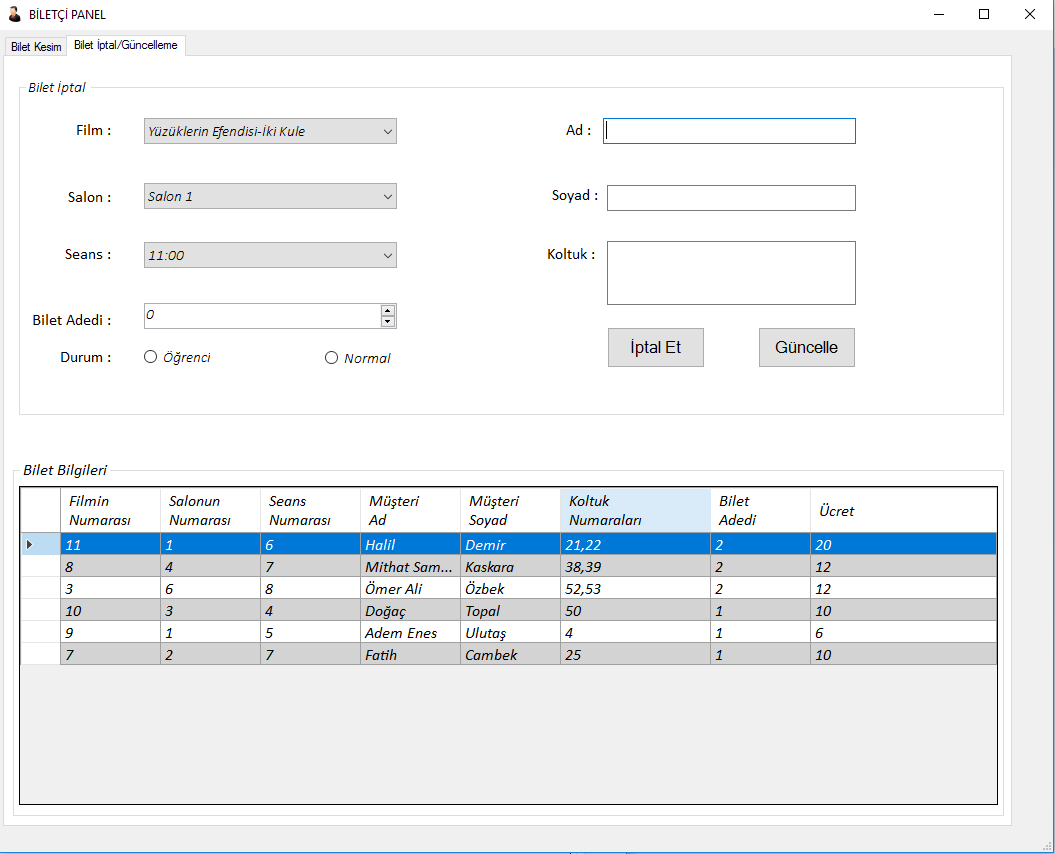 BİLETÇİ PANEL
Bilet Kesim Bilet İptal/Güncelleme
Bilet İptal
Film : Yüzüklerin Efendisi-İki Kule
Ad :
Salon : Salon 1
Soyad :
Seans : 11:00
Koltuk :
Bilet Adedi : 0
Durum : Öğrenci Normal
İptal Et Güncelle
Bilet Bilgileri
Filmin Numarası Salonun Numarası Seans Numarası Müşteri Ad Müşteri Soyad Koltuk Numaraları Bilet Adedi Ücret
11 1 6 Halil Demir 21,22 2 20
8 4 7 Mithat Sam... Kaskara 38,39 2 12
3 6 8 Ömer Ali Özbek 52,53 2 12
10 3 4 Doğaç Topal 50 1 10
9 1 5 Adem Enes Ulutaş 4 1 6
7 2 7 Fatih Cambek 25 1 10